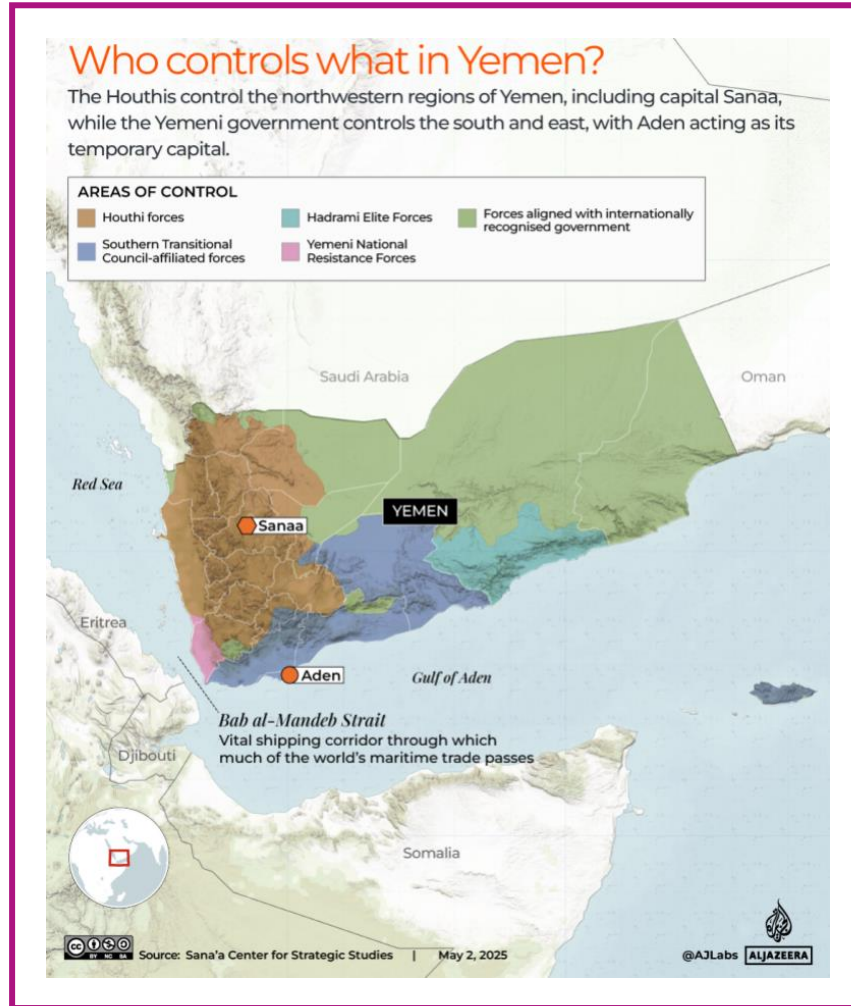 Who controls what in Yemen?
The Houthis control the northwestern regions of Yemen, including capital Sanaa,
while the Yemeni government controls the south and east, with Aden acting as its
temporary capital.
AREAS OF CONTROL
Houthi forces
Hadrami Elite Forces
Forces aligned with internationally
recognised government
Southern Transitional
Council-affiliated forces
Yemeni National
Resistance Forces
Saudi Arabia
Oman
Red Sea
YEMEN
Sanaa
Eritrea
Aden
Gulf of Aden
Bab al-Mandeb Strait
Vital shipping corridor through which
much of the world's maritime trade passes
Djibouti
Somalia
cc BY NC SA
Source: Sana'a Center for Strategic Studies | May 2, 2025
@AJLabs
ALJAZEERA